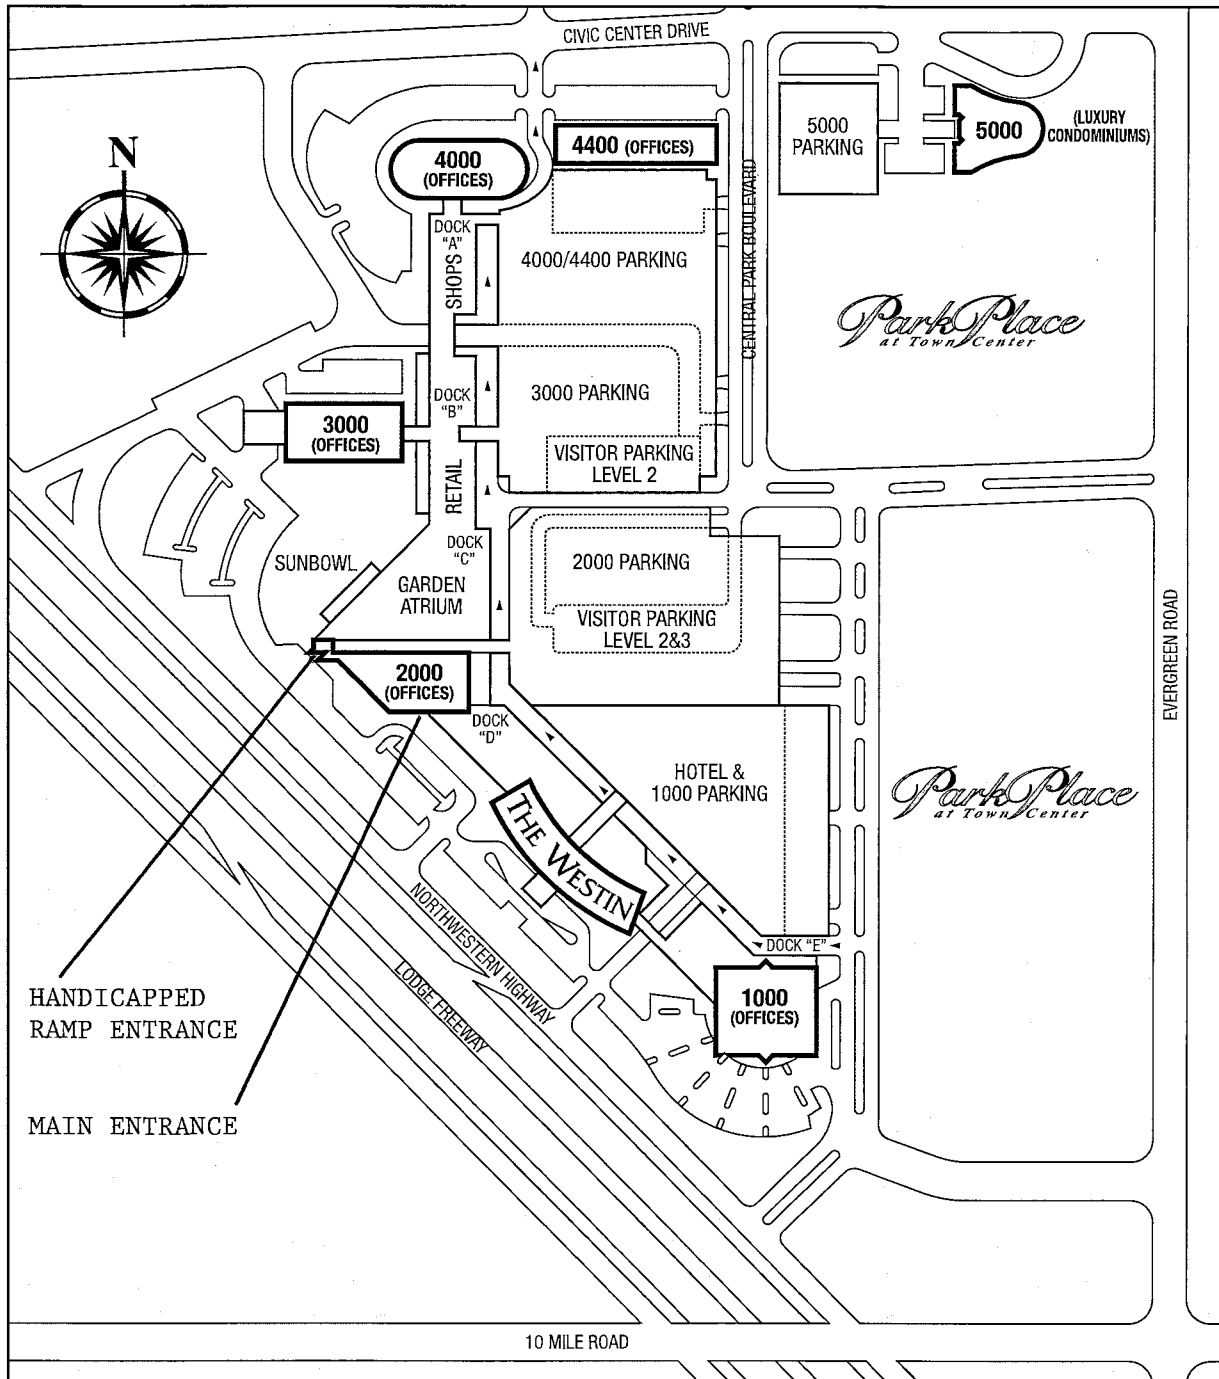 CIVIC CENTER DRIVE
N
4000
(OFFICES)
4400 (OFFICES)
5000
PARKING
5000
(LUXURY
CONDOMINIUMS)
DOCK
"A"
SHOPS
4000/4400 PARKING
CENTRAL PARK BOULEVARD
Park Place
at Town Center
DOCK
"B"
3000 PARKING
3000
(OFFICES)
VISITOR PARKING
LEVEL 2
RETAIL
DOCK
"C"
SUNBOWL
GARDEN
ATRIUM
2000 PARKING
VISITOR PARKING
LEVEL 2&3
EVERGREEN ROAD
2000
(OFFICES)
DOCK
"D"
HOTEL &
1000 PARKING
Park Place
at Town Center
THE WESTIN
NORTHWESTERN HIGHWAY
LODGE FREEWAY
DOCK "E"
1000
(OFFICES)
HANDICAPPED
RAMP ENTRANCE
MAIN ENTRANCE
10 MILE ROAD